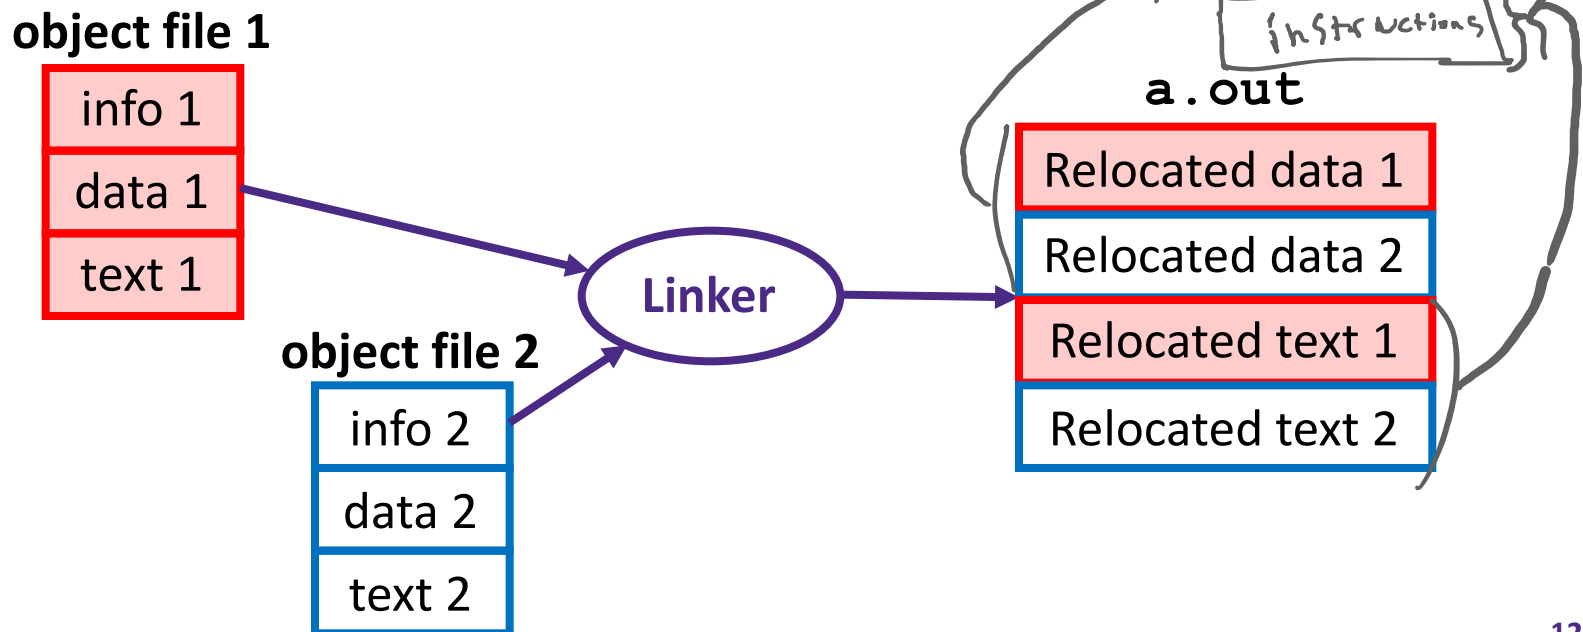 instructions
object file 1
a.out
info 1
data 1
text 1
Relocated data 1
Relocated data 2
Relocated text 1
Relocated text 2
Linker
object file 2
info 2
data 2
text 2
12